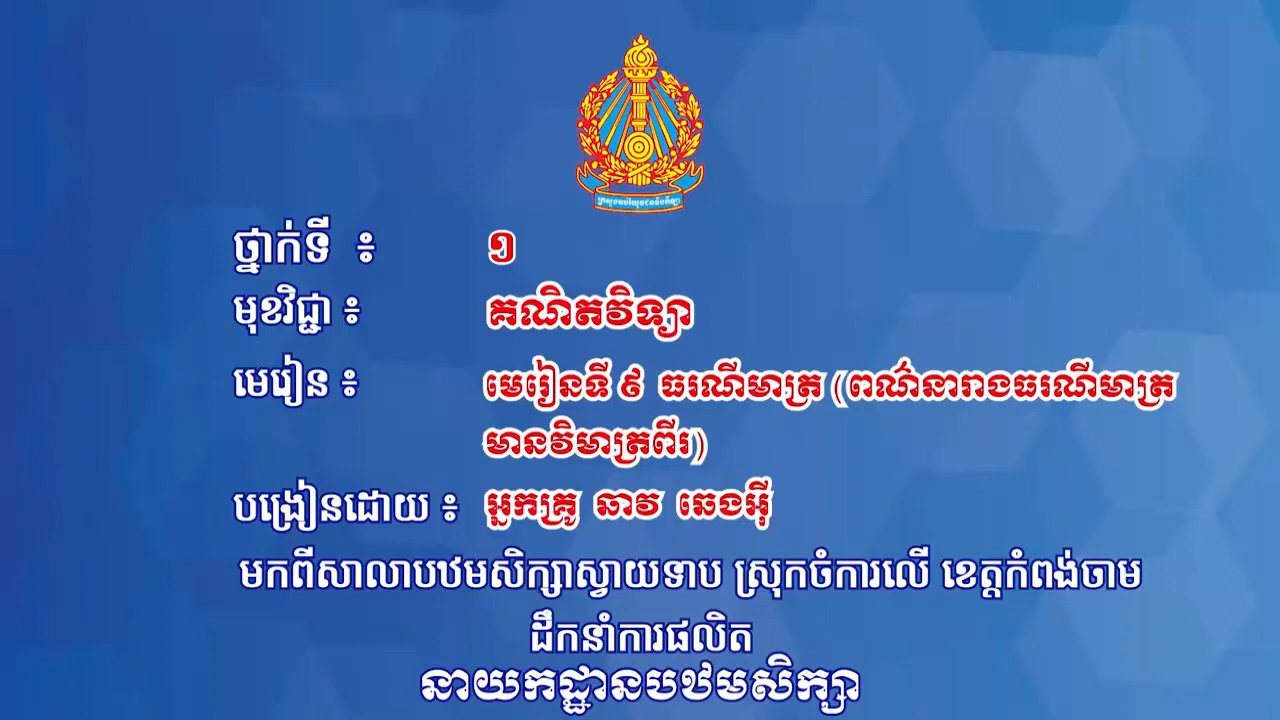 ថ្នាក់ទី ៖ ១
មុខវិជ្ជា ៖ គណិតវិទ្យា
មេរៀន ៖ មេរៀនទី ៩ ធរណីមាត្រ (ពណ៌នារាងធរណីមាត្រ
មានវិមាត្រពីរ)
បង្រៀនដោយ ៖ អ្នកគ្រូ ឆាវ ឆេងអុី
មកពីសាលាបឋមសិក្សាស្វាយទាប ស្រុកចំការលើ ខេត្តកំពង់ចាម
ដឹកនាំការផលិត
នាយកដ្ឋានបឋមសិក្សា